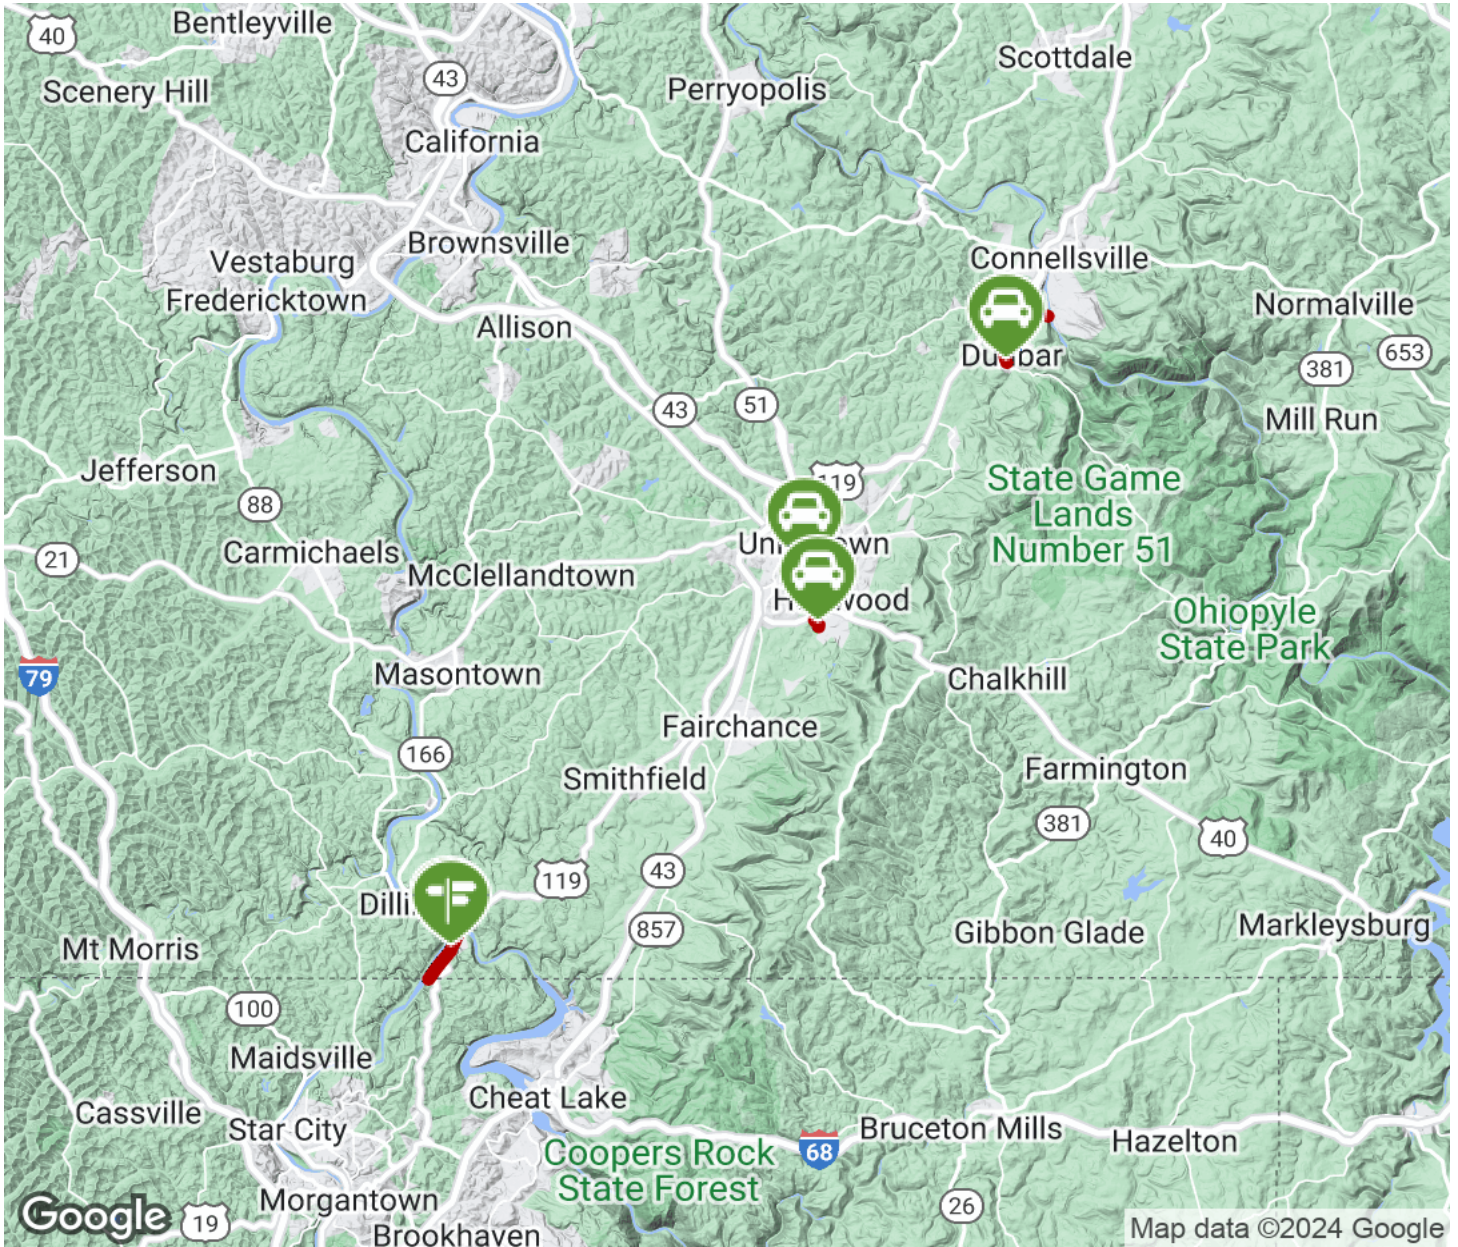 Bentleyville
40
Scottdale
43
Scenery Hill
Perryopolis
California
Brownsville
Vestaburg
Connellsville
Fredericktown
Normalville
Allison
653
381
43
51
Mill Run
Jefferson
119
State Game
Lands
Number 51
88
Carmichaels
21
McClellandtown
Ohiopyle
State Park
79
Masontown
Chalkhill
Fairchance
166
Farmington
Smithfield
381
40
43
119
857
Gibbon Glade
Markleysburg
Mt Morris
100
Maidsville
Cheat Lake
Cassville
Star City
Bruceton Mills
Hazelton
68
Coopers Rock
State Forest
Morgantown
26
Google
19
Brookhaven
Map data ©2024 Google